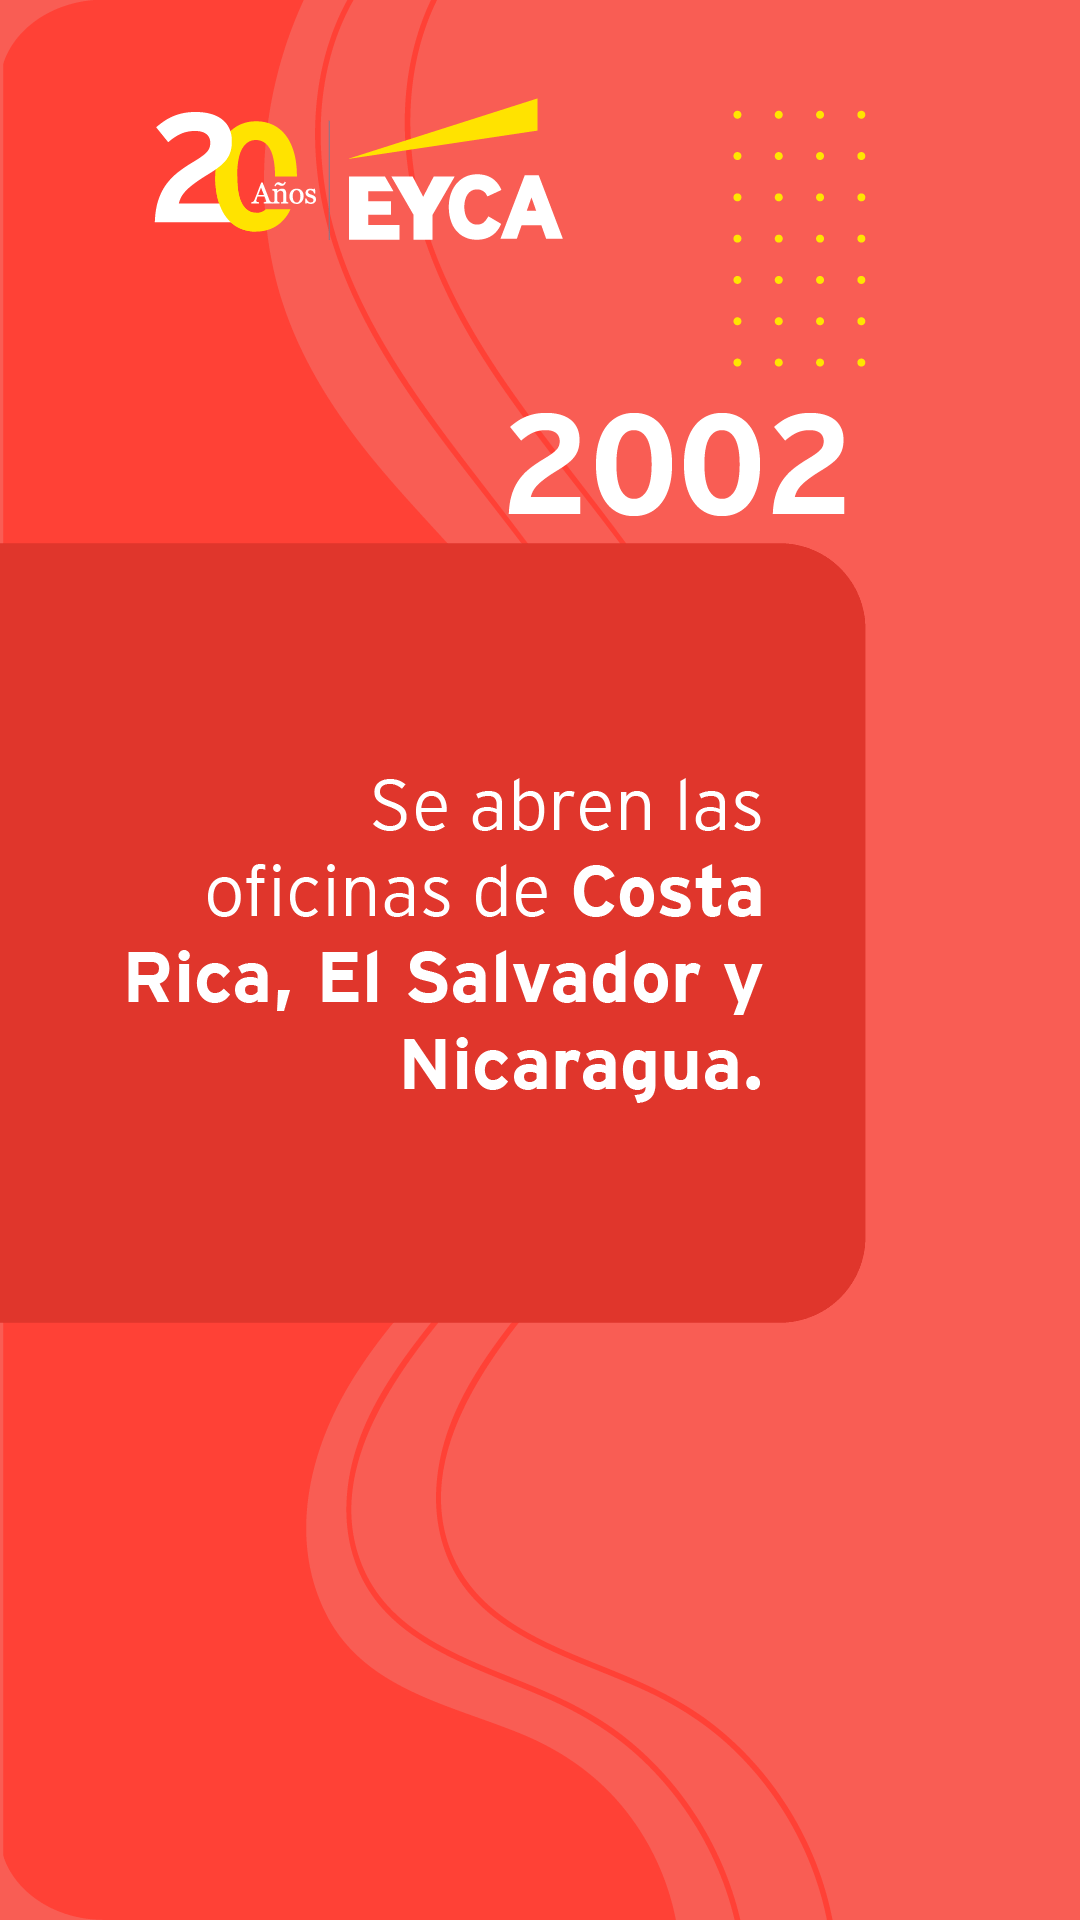 20
Años
EYCA
2002
Se abren las
oficinas de Costa
Rica, El Salvador y
Nicaragua.